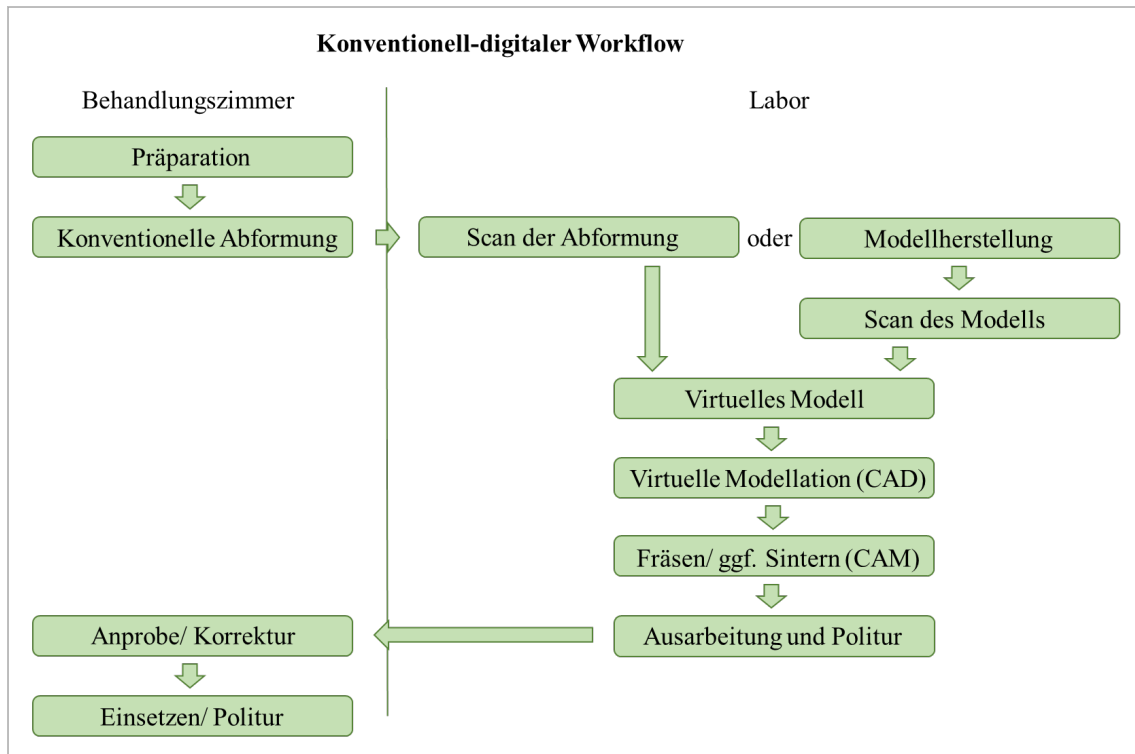 Konventionell-digitaler Workflow
Behandlungszimmer
Labor
Präparation
Konventionelle Abformung
Scan der Abformung
oder
Modellherstellung
Scan des Modells
Virtuelles Modell
Virtuelle Modellation (CAD)
Fräsen/ ggf. Sintern (CAM)
Ausarbeitung und Politur
Anprobe/ Korrektur
Einsetzen/ Politur